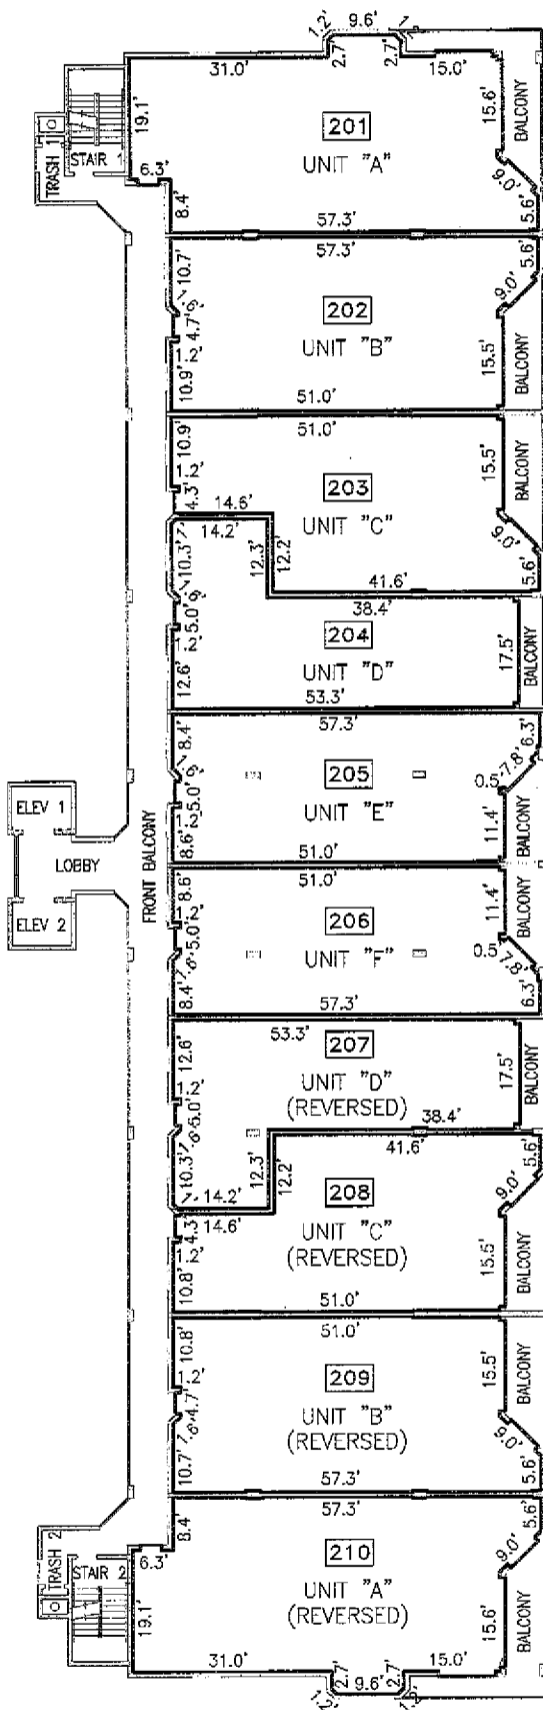 1.2' 9.6' 1.
31.0' 2.7' 2.7' 15.0'
19.1' 201 15.6' BALCONY
UNIT "A"
TRASH 1 STAIR 1
6.3' 9.0'
8.4' 57.3' 5.6'
57.3' 5.6'
10.7' 9.0'
202
4.7' UNIT "B" 15.5' BALCONY
1.2'
10.9' 51.0'
51.0'
10.9' 15.5' BALCONY
1.2' 203
4.3' 14.6' UNIT "C"
14.2' 9.0'
10.3' 12.3' 12.2' 41.6' 5.6'
38.4'
5.0' 204
1.2' UNIT "D" 17.5' BALCONY
12.6' 53.3'
57.3' 6.3'
8.4' 7.8'
205 0.5'
ELEV 1 5.0' UNIT "E" 11.4' BALCONY
1.2'
8.6' 51.0'
LOBBY FRONT BALCONY
51.0'
8.6' 11.4' BALCONY
ELEV 2 1.2' 206
5.0' UNIT "F" 0.5'
7.8'
8.4' 57.3' 6.3'
53.3'
12.6' 207
1.2' UNIT "D" 17.5' BALCONY
5.0' (REVERSED)
38.4'
41.6' 5.6'
10.3' 12.3' 12.2' 9.0'
14.2' 208
14.6'
4.3' UNIT "C"
1.2' (REVERSED) 15.5' BALCONY
10.8' 51.0'
51.0'
10.8' 15.5' BALCONY
1.2' 209
4.7' UNIT "B"
(REVERSED) 9.0'
10.7' 57.3' 5.6'
57.3' 5.6'
8.4'
TRASH 2 STAIR 2 6.3' 210 9.0'
UNIT "A"
19.1' (REVERSED) 15.6' BALCONY
31.0' 2.7' 2.7' 15.0'
1.2' 9.6'